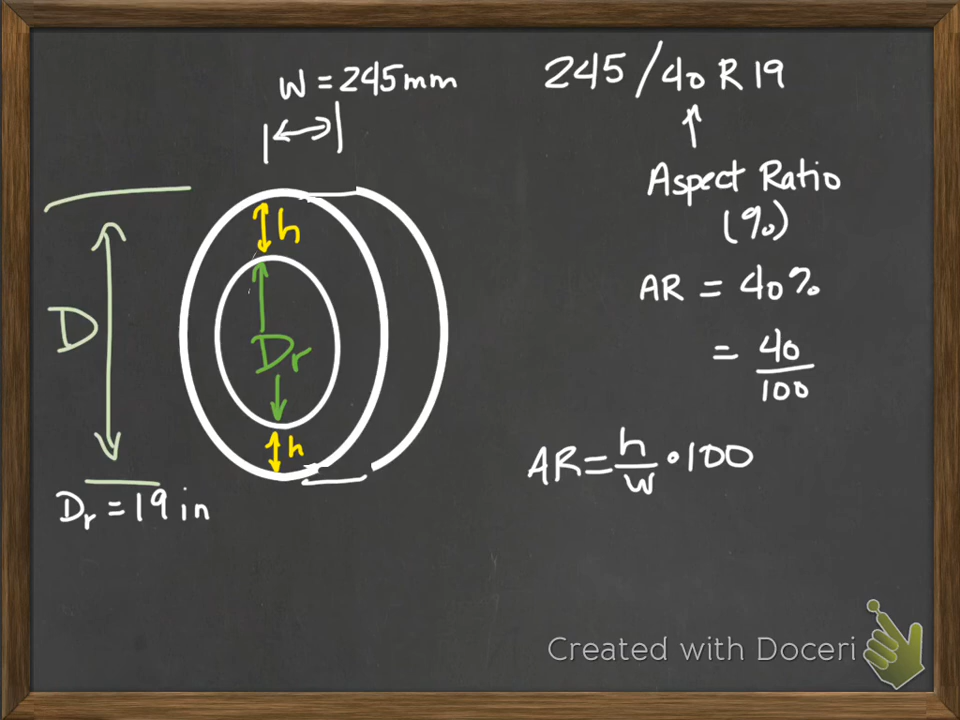 W = 245mm
245/40 R 19
Aspect Ratio
(%)
AR = 40%
= 40
100
AR = h/w • 100
h
D
Dr
h
Dr = 19 in
Created with Doceri